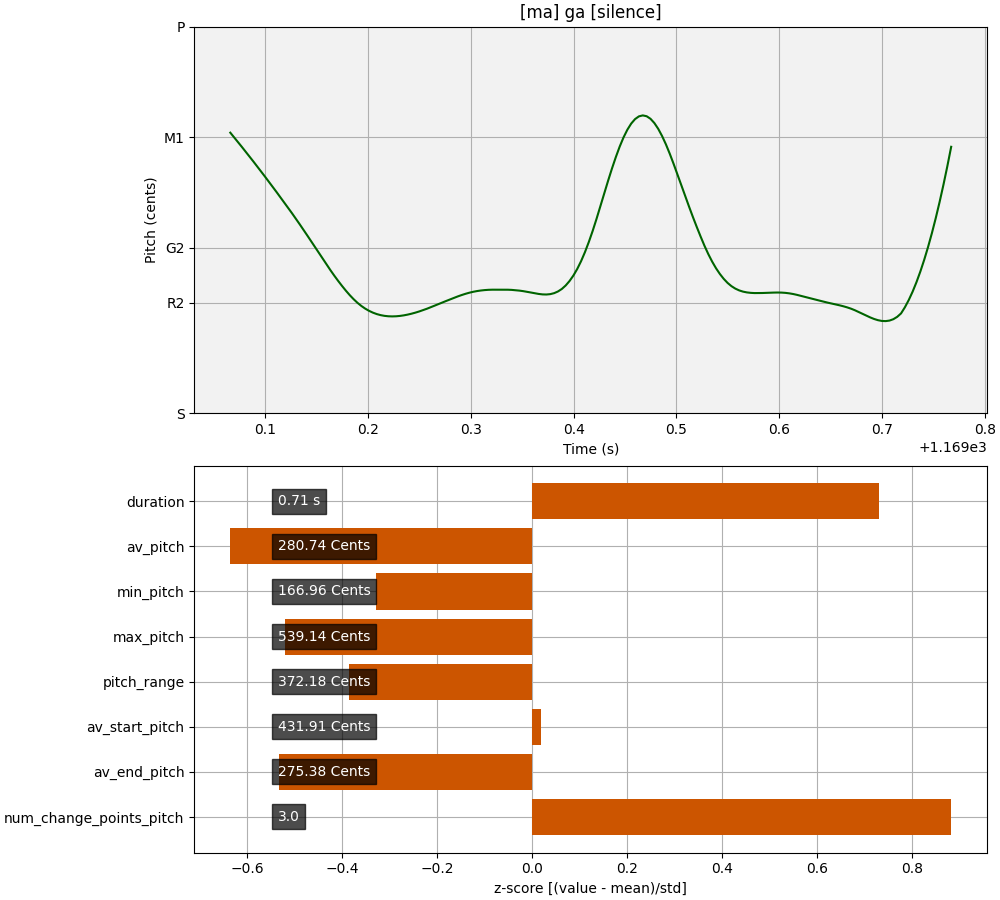 [ma] ga [silence]
P
M1
G2
R2
S
Pitch (cents)
0.1 0.2 0.3 0.4 0.5 0.6 0.7 0.8
Time (s)
+1.169e3
duration 0.71 s
av_pitch 280.74 Cents
min_pitch 166.96 Cents
max_pitch 539.14 Cents
pitch_range 372.18 Cents
av_start_pitch 431.91 Cents
av_end_pitch 275.38 Cents
num_change_points_pitch 3.0
−0.6 −0.4 −0.2 0.0 0.2 0.4 0.6 0.8
z-score [(value - mean)/std]